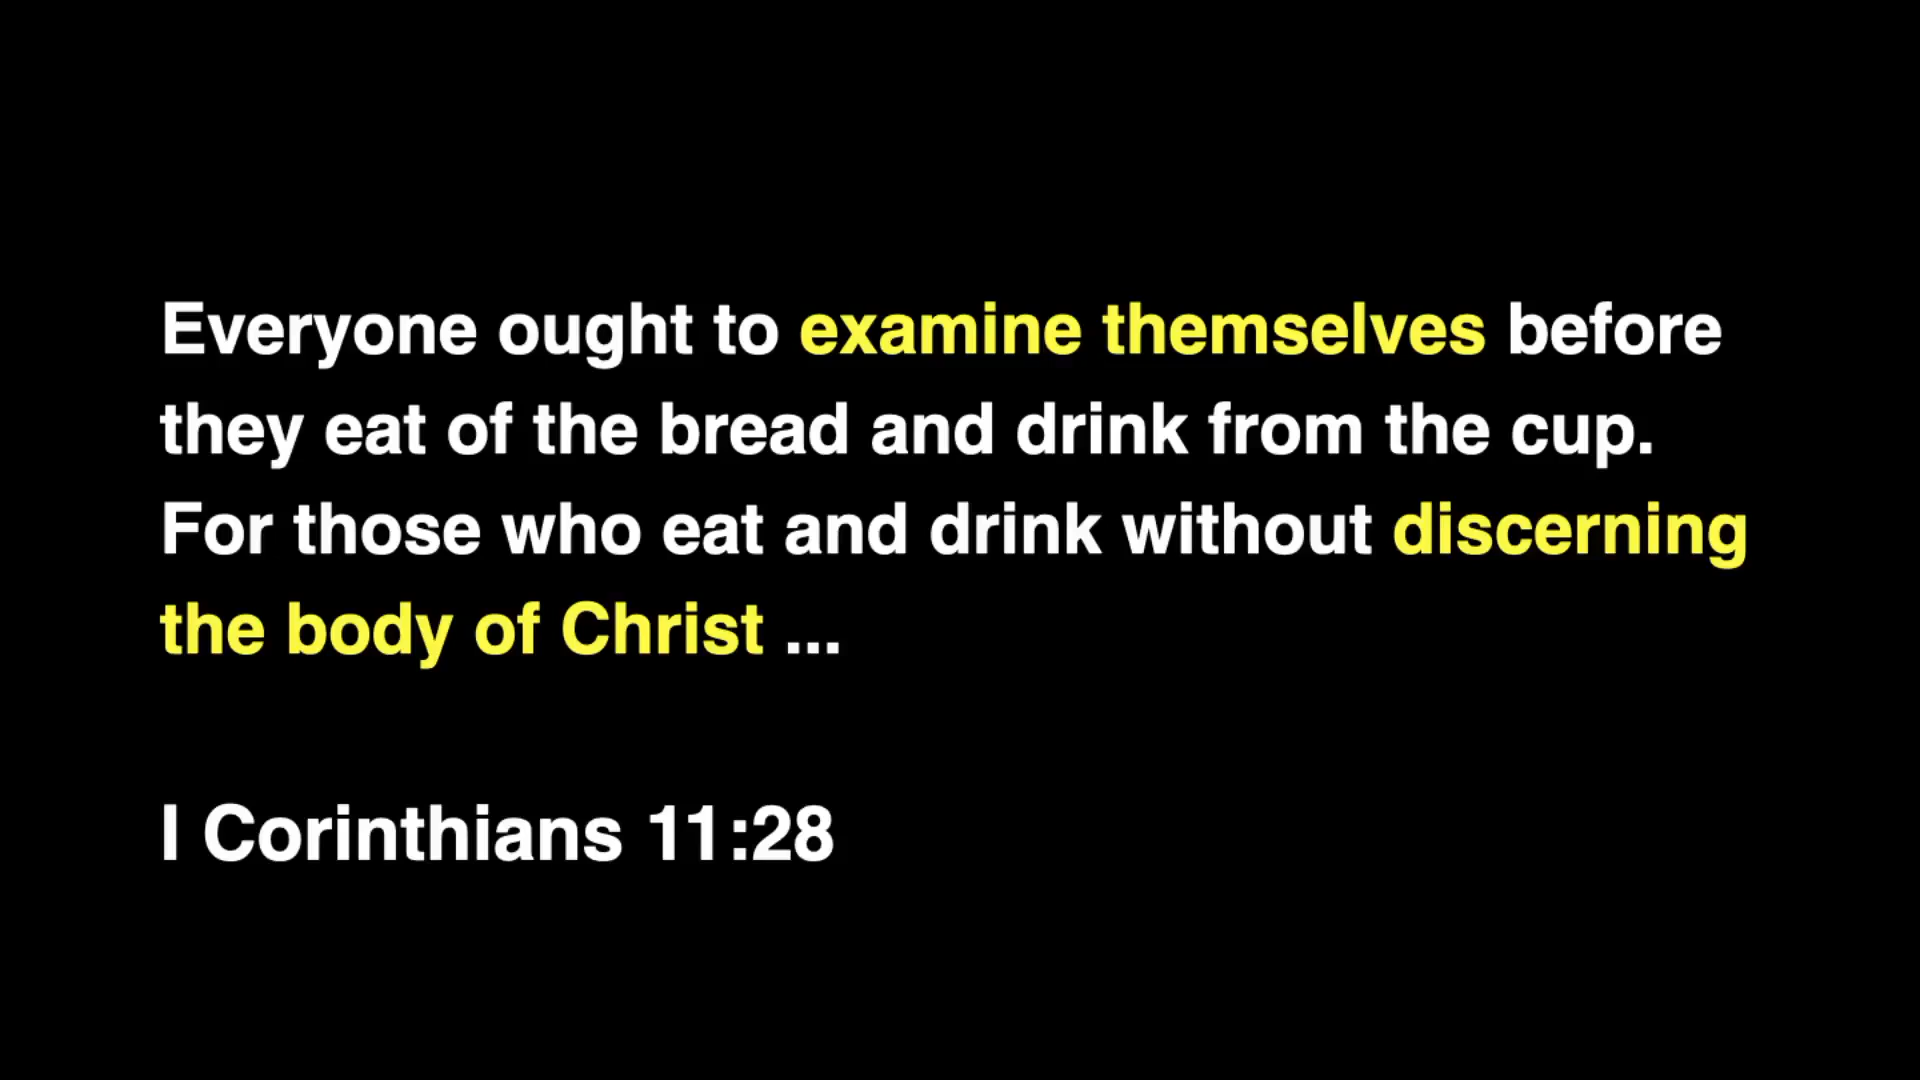 Everyone ought to examine themselves before
they eat of the bread and drink from the cup.
For those who eat and drink without discerning
the body of Christ ...
I Corinthians 11:28